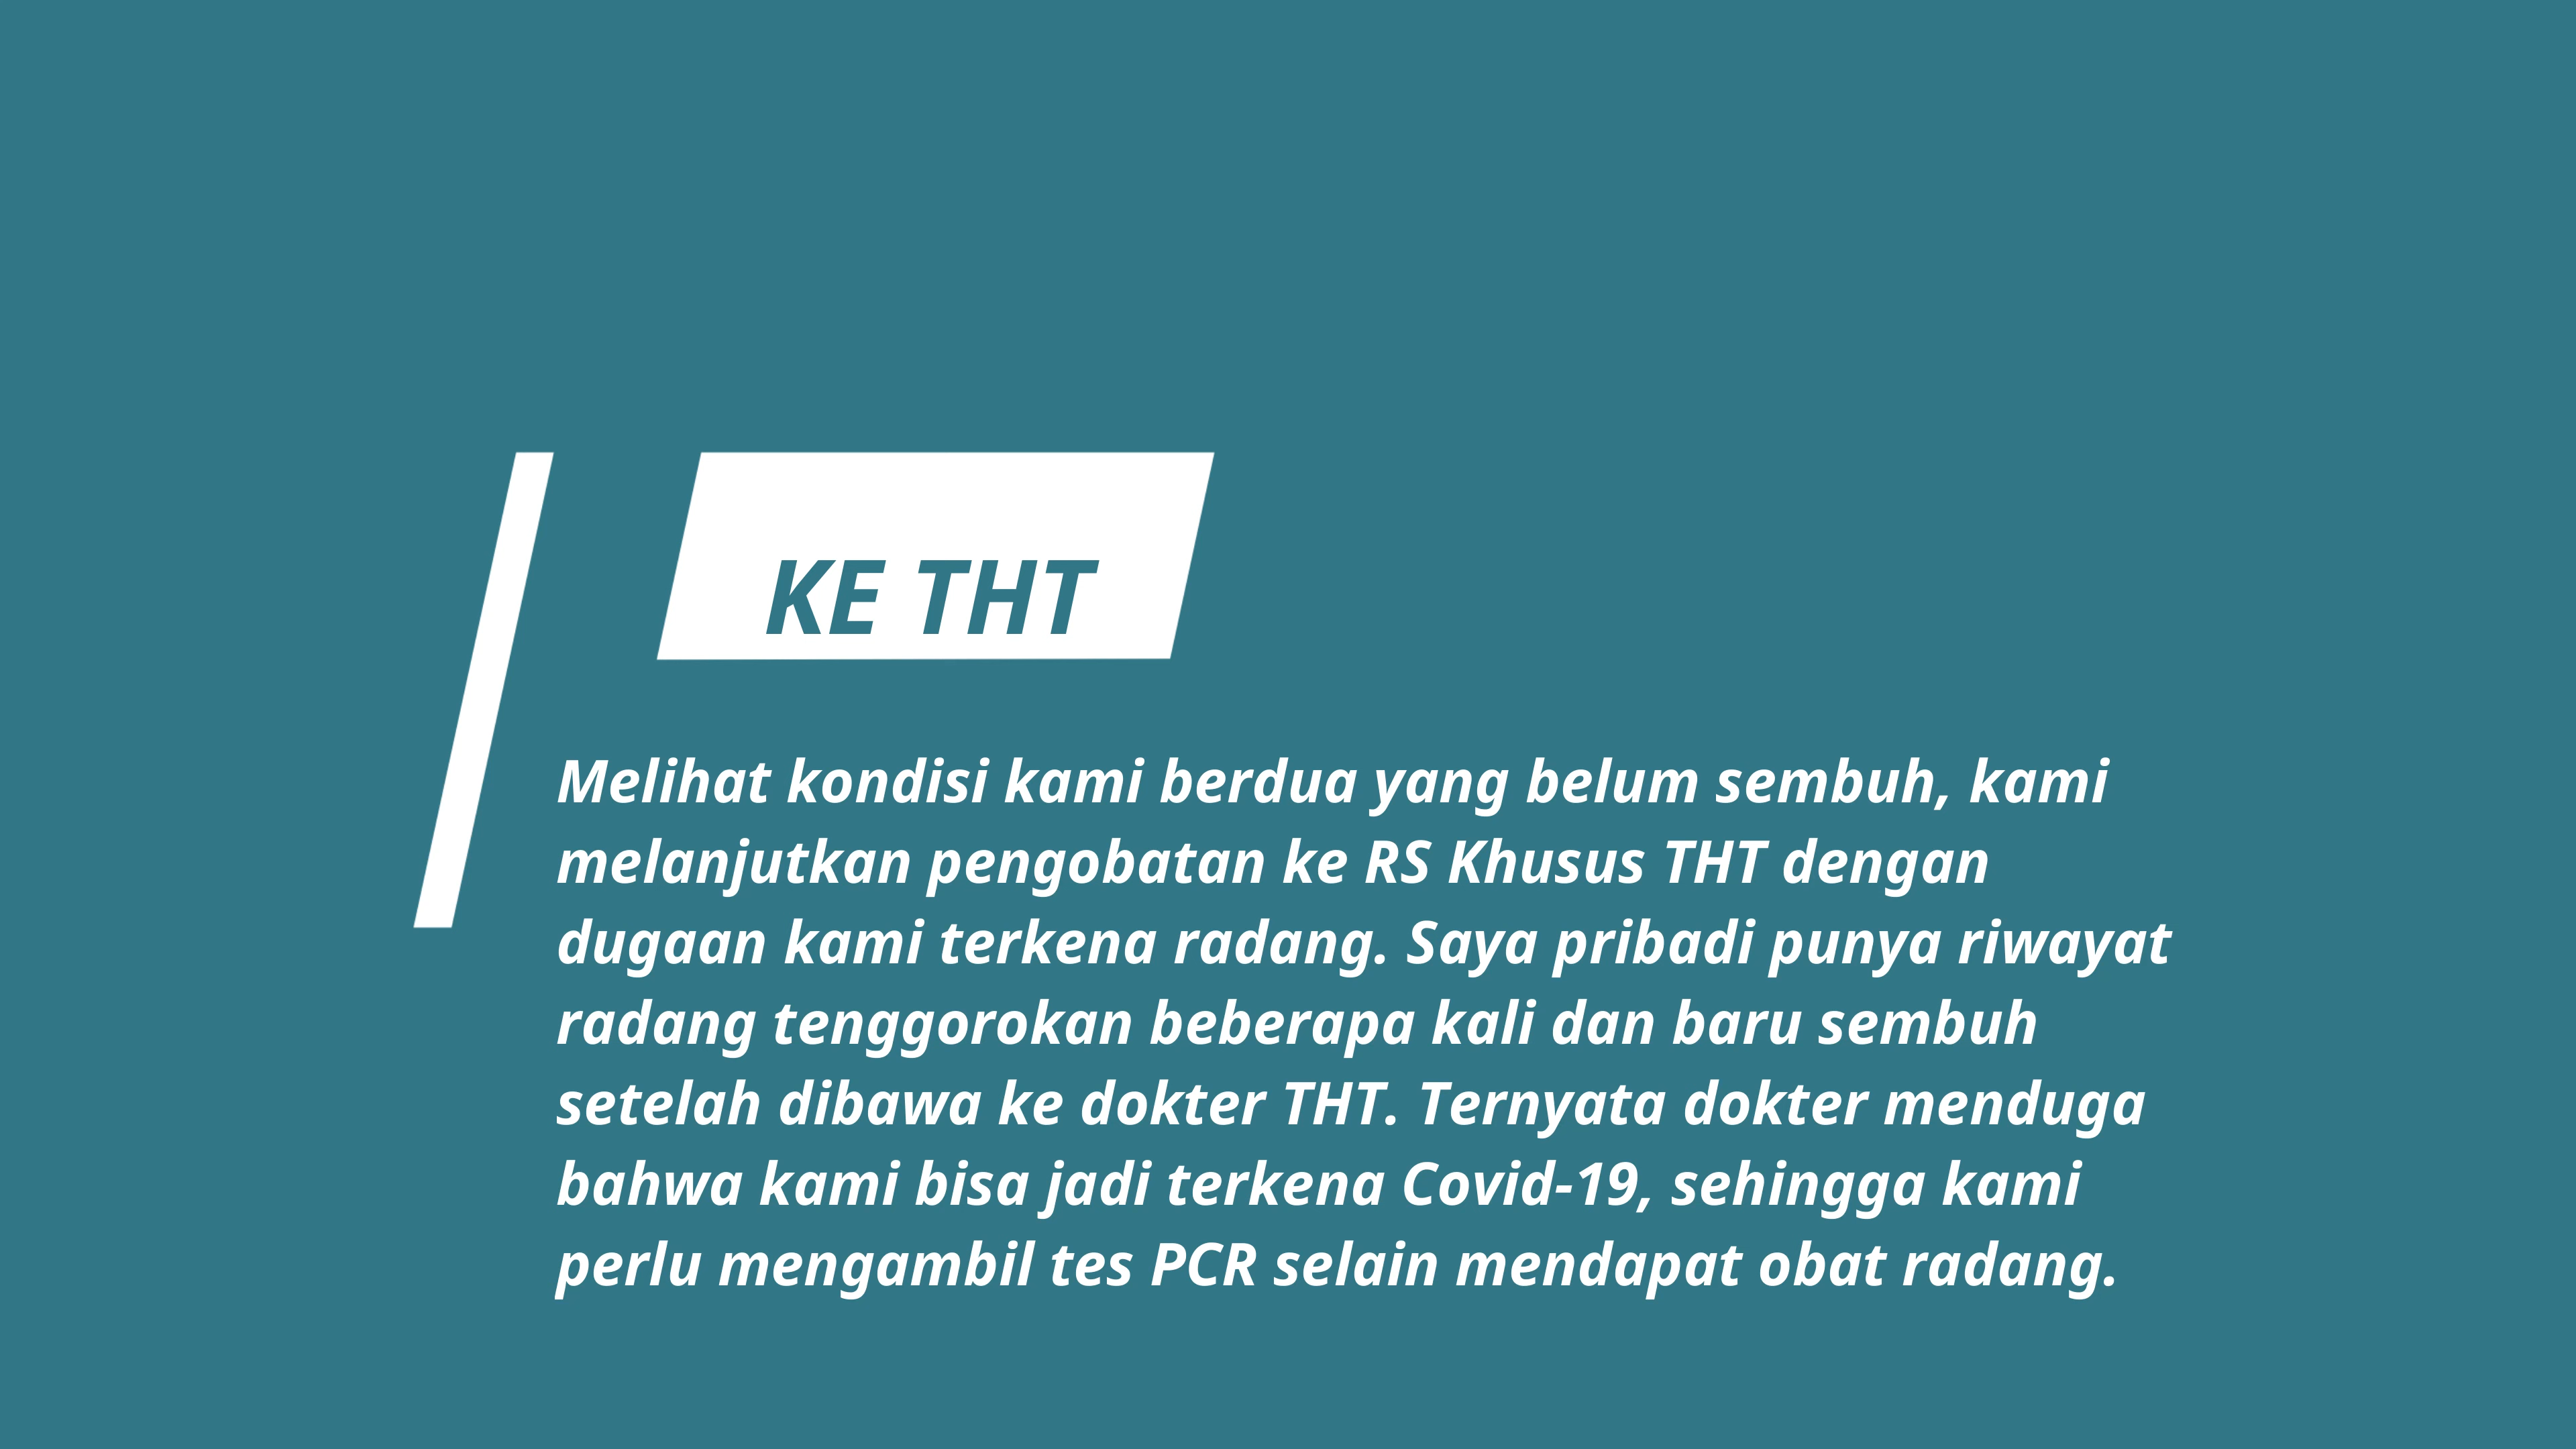 KE THT
Melihat kondisi kami berdua yang belum sembuh, kami
melanjutkan pengobatan ke RS Khusus THT dengan
dugaan kami terkena radang. Saya pribadi punya riwayat
radang tenggorokan beberapa kali dan baru sembuh
setelah dibawa ke dokter THT. Ternyata dokter menduga
bahwa kami bisa jadi terkena Covid-19, sehingga kami
perlu mengambil tes PCR selain mendapat obat radang.